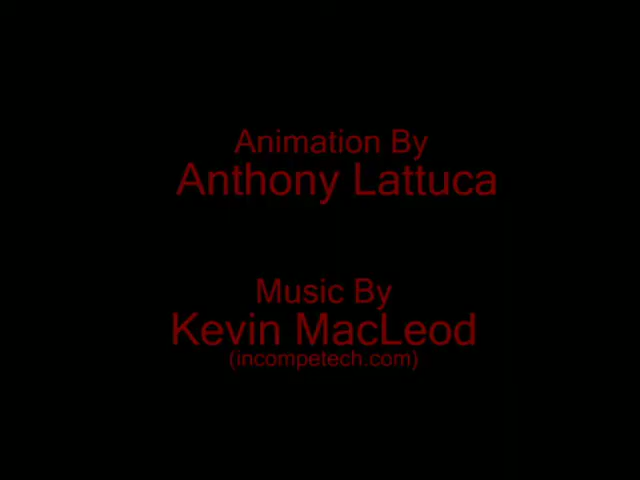 Animation By
Anthony Lattuca
Music By
Kevin MacLeod
(incompetech.com)